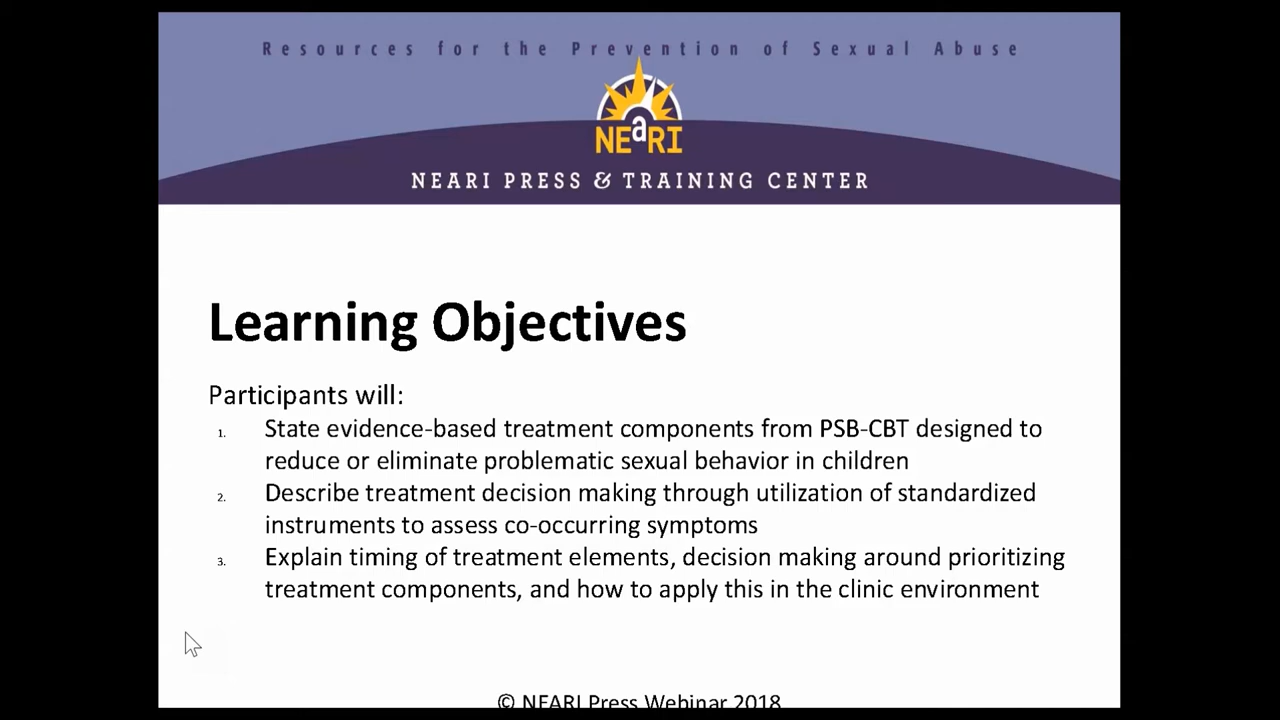 Resources for the Prevention of Sexual Abuse
NEaRI
NEARI PRESS & TRAINING CENTER
Learning Objectives
Participants will:
1. State evidence-based treatment components from PSB-CBT designed to
reduce or eliminate problematic sexual behavior in children
2. Describe treatment decision making through utilization of standardized
instruments to assess co-occurring symptoms
3. Explain timing of treatment elements, decision making around prioritizing
treatment components, and how to apply this in the clinic environment
© NEARI Press Webinar 2018